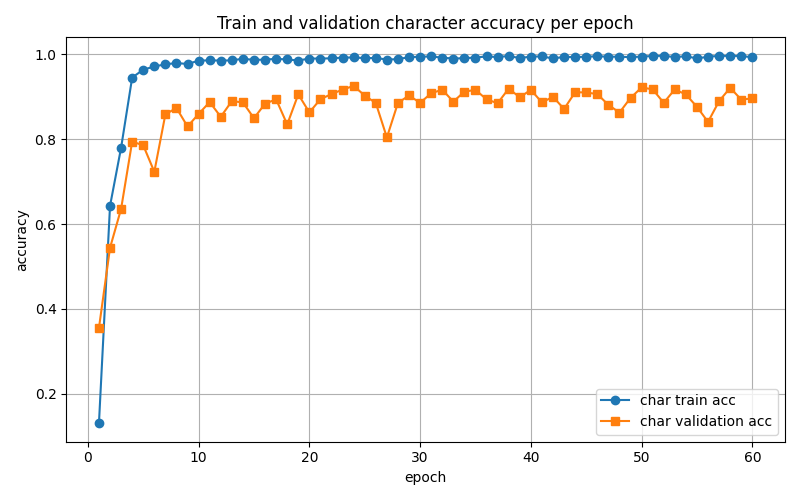 Train and validation character accuracy per epoch
1.0
0.8
0.6
0.4
0.2
accuracy
0 10 20 30 40 50 60
epoch
char train acc
char validation acc